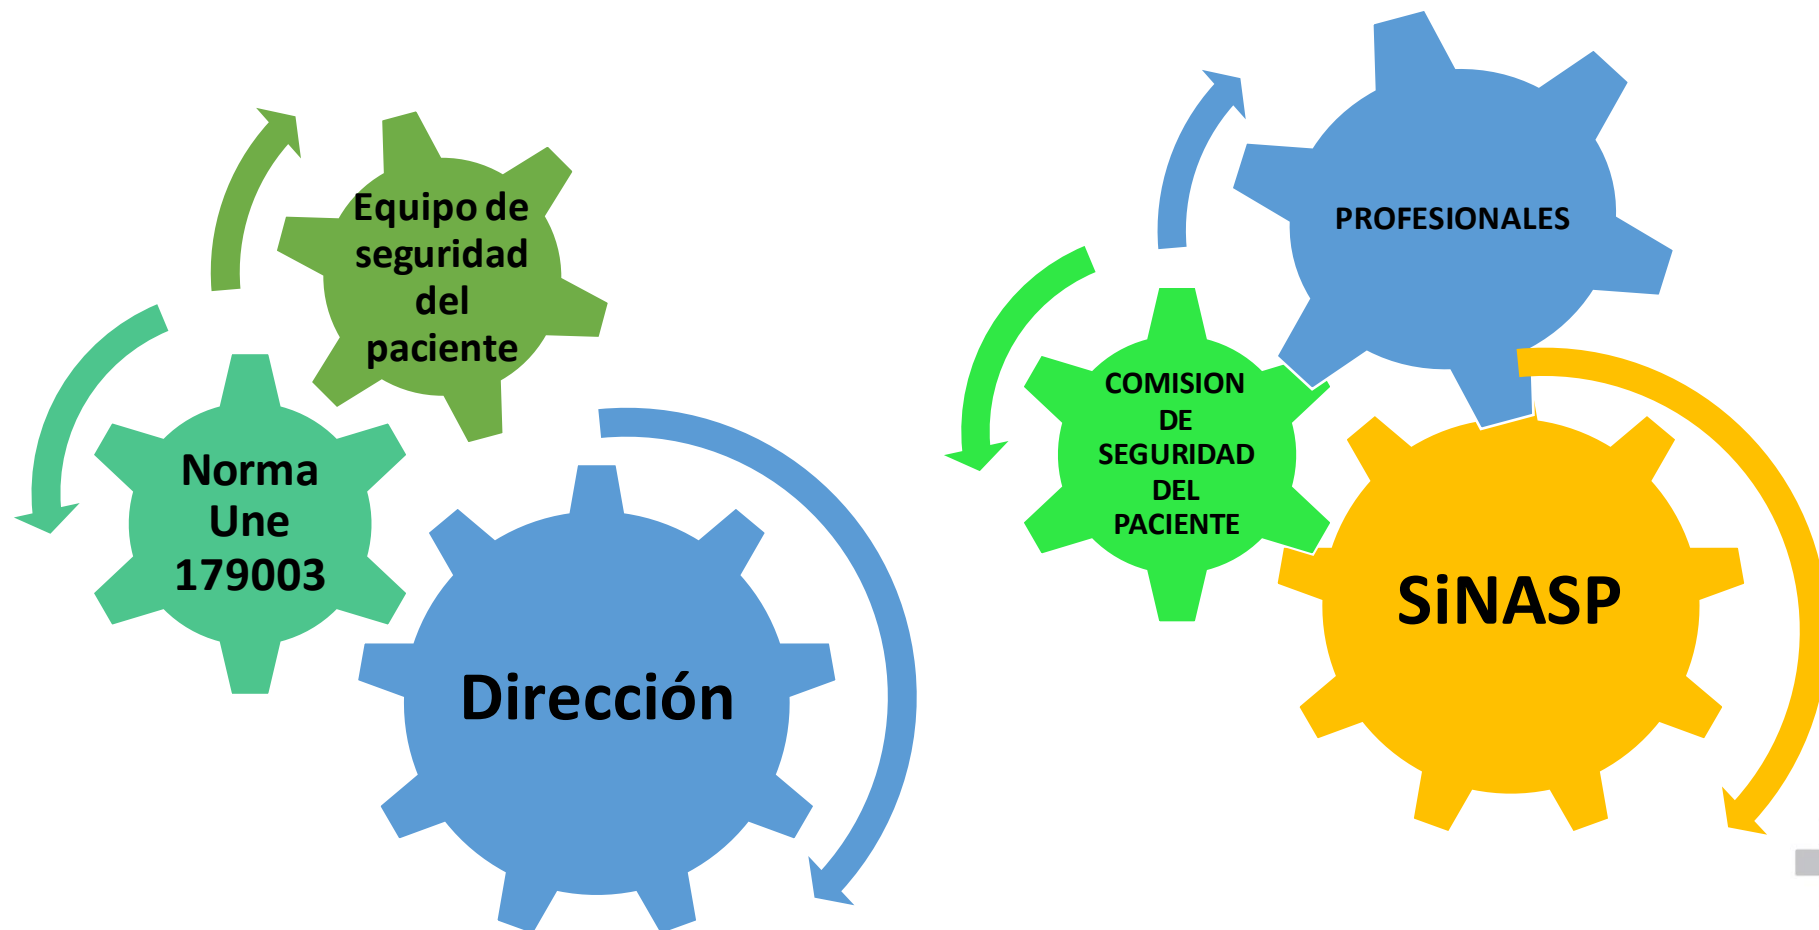 Equipo de
seguridad
del
paciente
Norma
Une
179003
Dirección
PROFESIONALES
COMISION
DE
SEGURIDAD
DEL
PACIENTE
SiNASP